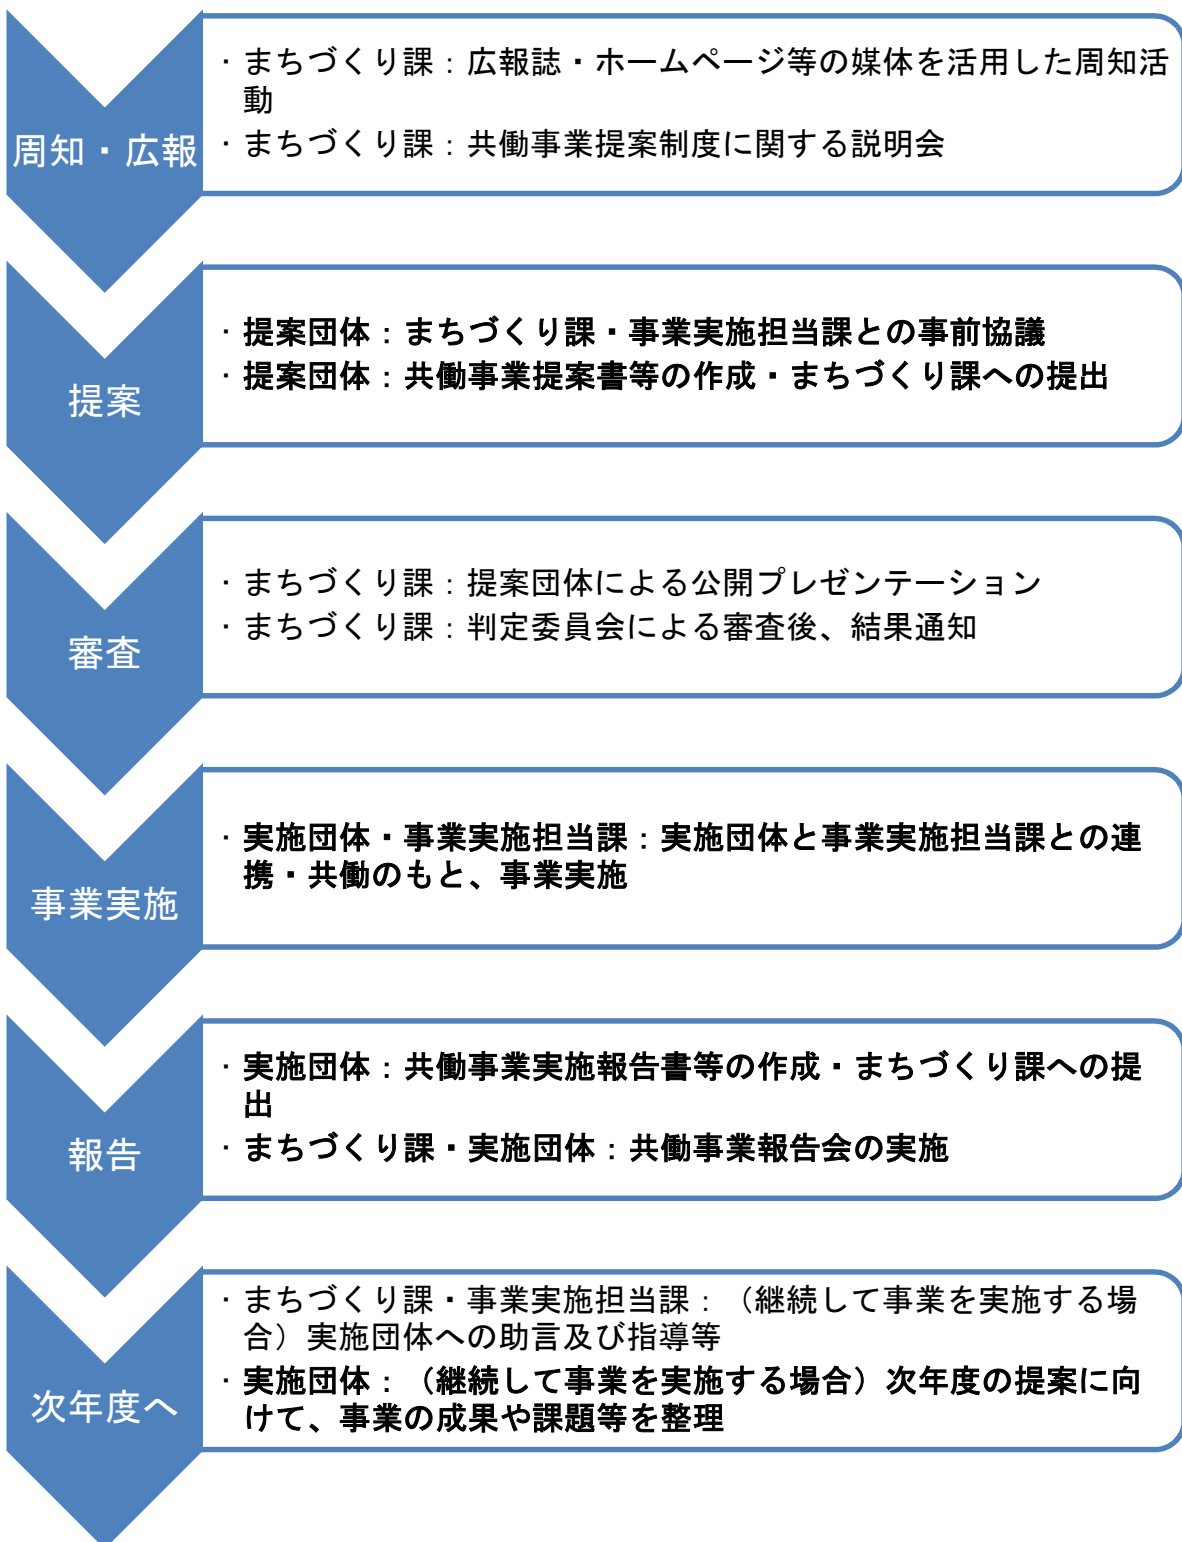 周知・広報
・まちづくり課：広報誌・ホームページ等の媒体を活用した周知活
動
・まちづくり課：共働事業提案制度に関する説明会
提案
・提案団体：まちづくり課・事業実施担当課との事前協議
・提案団体：共働事業提案書等の作成・まちづくり課への提出
審査
・まちづくり課：提案団体による公開プレゼンテーション
・まちづくり課：判定委員会による審査後、結果通知
事業実施
・実施団体・事業実施担当課：実施団体と事業実施担当課との連
携・共働のもと、事業実施
報告
・実施団体：共働事業実施報告書等の作成・まちづくり課への提
出
・まちづくり課・実施団体：共働事業報告会の実施
次年度へ
・まちづくり課・事業実施担当課：（継続して事業を実施する場
合）実施団体への助言及び指導等
・実施団体：（継続して事業を実施する場合）次年度の提案に向
けて、事業の成果や課題等を整理